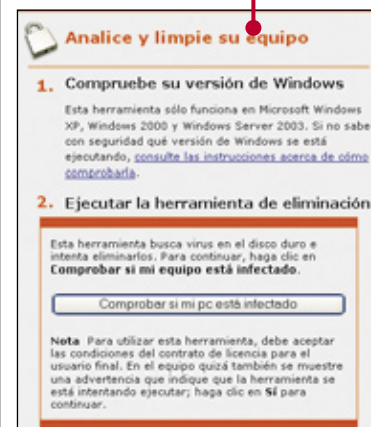 Analice y limpie su equipo
1. Compruebe su versión de Windows
Esta herramienta sólo funciona en Microsoft Windows
XP, Windows 2000 y Windows Server 2003. Si no sabe
con seguridad qué versión de Windows se está
ejecutando, consulte las instrucciones acerca de cómo
comprobarla.
2. Ejecutar la herramienta de eliminación
Esta herramienta busca virus en el disco duro e
intenta eliminarlos. Para continuar, haga clic en
Comprobar si mi equipo está infectado.
Comprobar si mi pc está infectado
Nota Para utilizar esta herramienta, debe aceptar
las condiciones del contrato de licencia para el
usuario final. En el equipo quizá también se muestre
una advertencia que indique que la herramienta se
está intentando ejecutar; haga clic en Sí para
continuar.